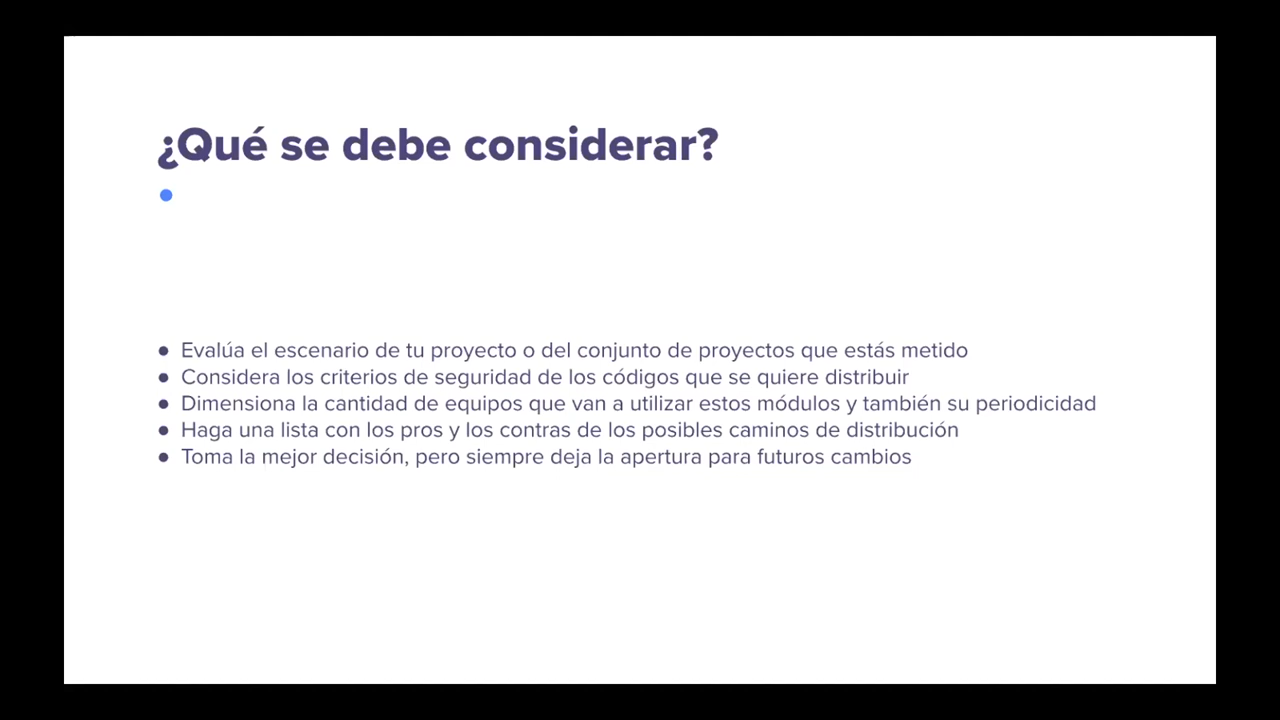 ¿Qué se debe considerar?
● Evalúa el escenario de tu proyecto o del conjunto de proyectos que estás metido
● Considera los criterios de seguridad de los códigos que se quiere distribuir
● Dimensiona la cantidad de equipos que van a utilizar estos módulos y también su periodicidad
● Haga una lista con los pros y los contras de los posibles caminos de distribución
● Toma la mejor decisión, pero siempre deja la apertura para futuros cambios